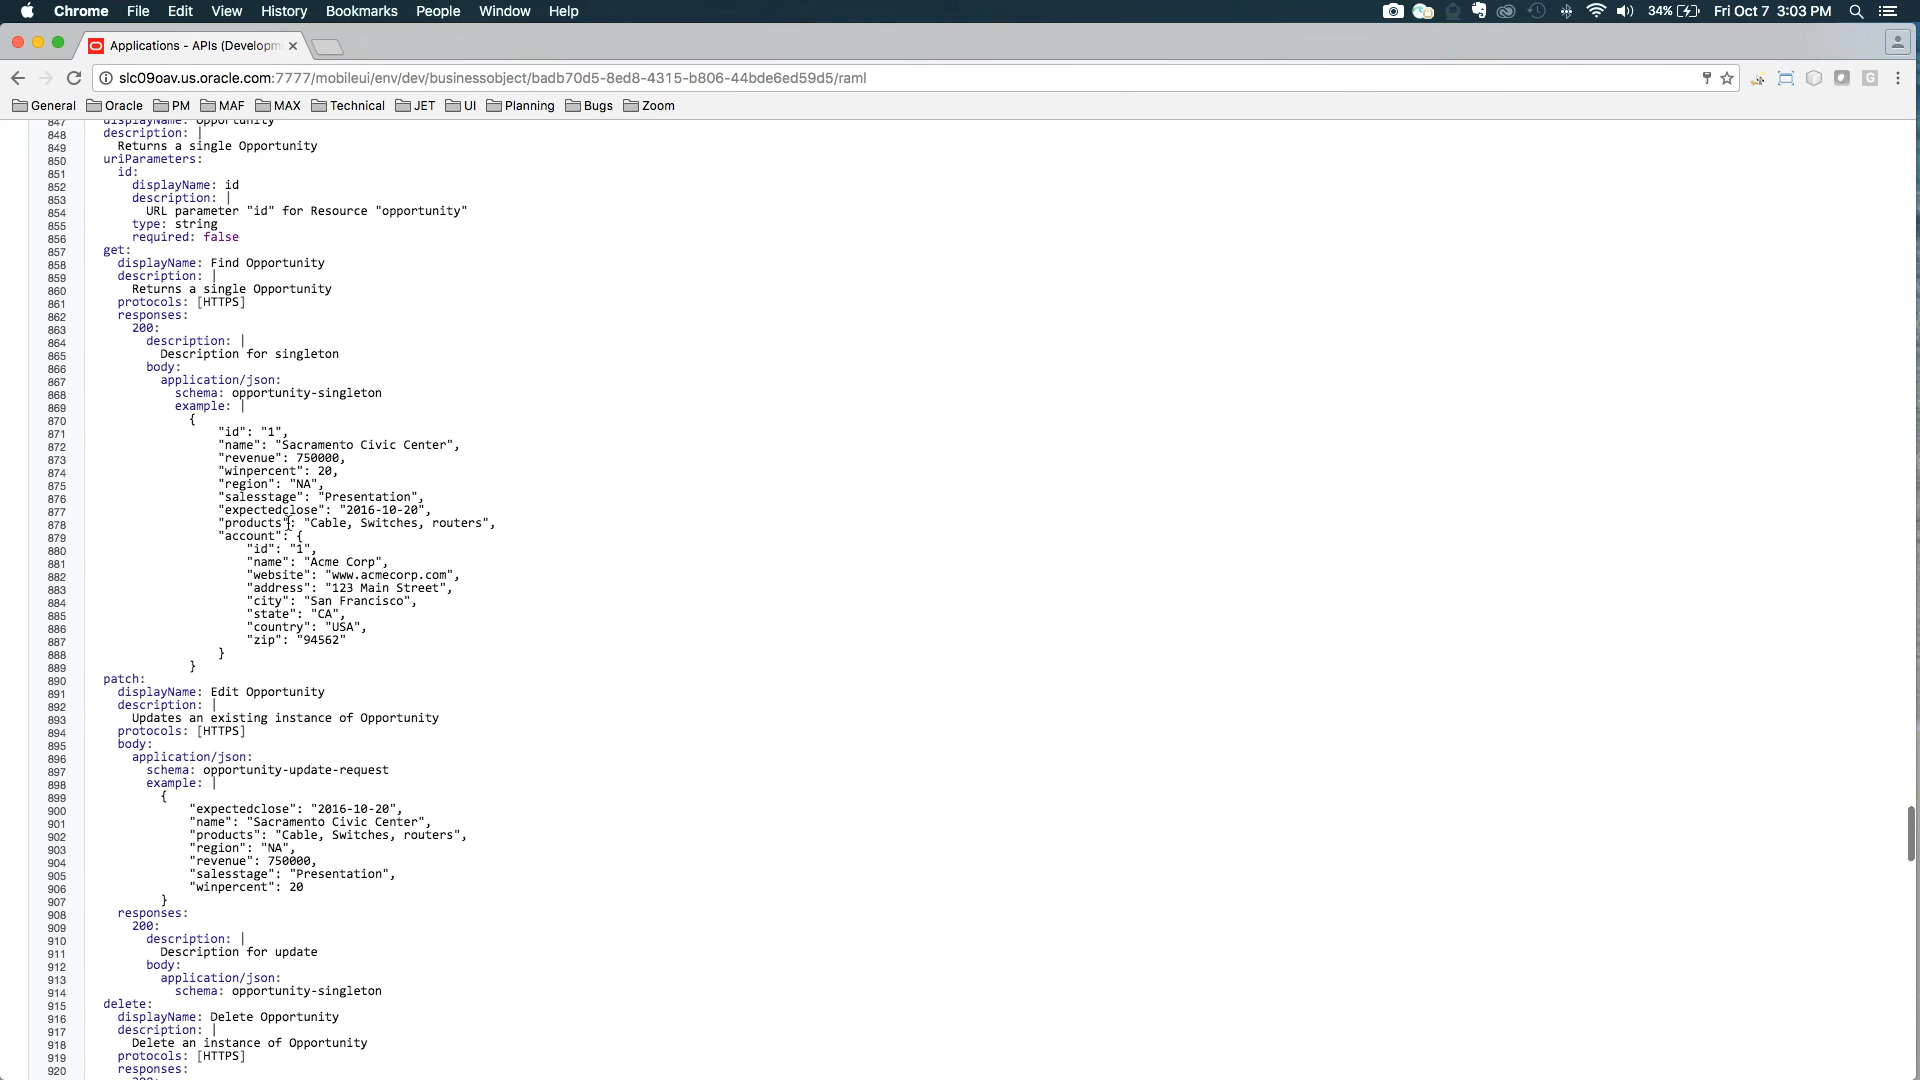 Chrome File Edit View History Bookmarks People Window Help 34% Fri Oct 7 3:03 PM
Applications - APIs (Developm
slc09oav.us.oracle.com:7777/mobileui/env/dev/businessobject/badb70d5-8ed8-4315-b806-44bde6ed59d5/raml
General Oracle PM MAF MAX Technical JET UI Planning Bugs Zoom
847 displayName: Opportunity
848 description: |
849 Returns a single Opportunity
850 uriParameters:
851 id:
852 displayName: id
853 description: |
854 URL parameter "id" for Resource "opportunity"
855 type: string
856 required: false
857 get:
858 displayName: Find Opportunity
859 description: |
860 Returns a single Opportunity
861 protocols: [HTTPS]
862 responses:
863 200:
864 description: |
865 Description for singleton
866 body:
867 application/json:
868 schema: opportunity-singleton
869 example: |
870 {
871 "id": "1",
872 "name": "Sacramento Civic Center",
873 "revenue": 750000,
874 "winpercent": 20,
875 "region": "NA",
876 "salesstage": "Presentation",
877 "expectedclose": "2016-10-20",
878 "products": "Cable, Switches, routers",
879 "account": {
880 "id": "1",
881 "name": "Acme Corp",
882 "website": "www.acmecorp.com",
883 "address": "123 Main Street",
884 "city": "San Francisco",
885 "state": "CA",
886 "country": "USA",
887 "zip": "94562"
888 }
889 }
890 patch:
891 displayName: Edit Opportunity
892 description: |
893 Updates an existing instance of Opportunity
894 protocols: [HTTPS]
895 body:
896 application/json:
897 schema: opportunity-update-request
898 example: |
899 {
900 "expectedclose": "2016-10-20",
901 "name": "Sacramento Civic Center",
902 "products": "Cable, Switches, routers",
903 "region": "NA",
904 "revenue": 750000,
905 "salesstage": "Presentation",
906 "winpercent": 20
907 }
908 responses:
909 200:
910 description: |
911 Description for update
912 body:
913 application/json:
914 schema: opportunity-singleton
915 delete:
916 displayName: Delete Opportunity
917 description: |
918 Delete an instance of Opportunity
919 protocols: [HTTPS]
920 responses:
200: